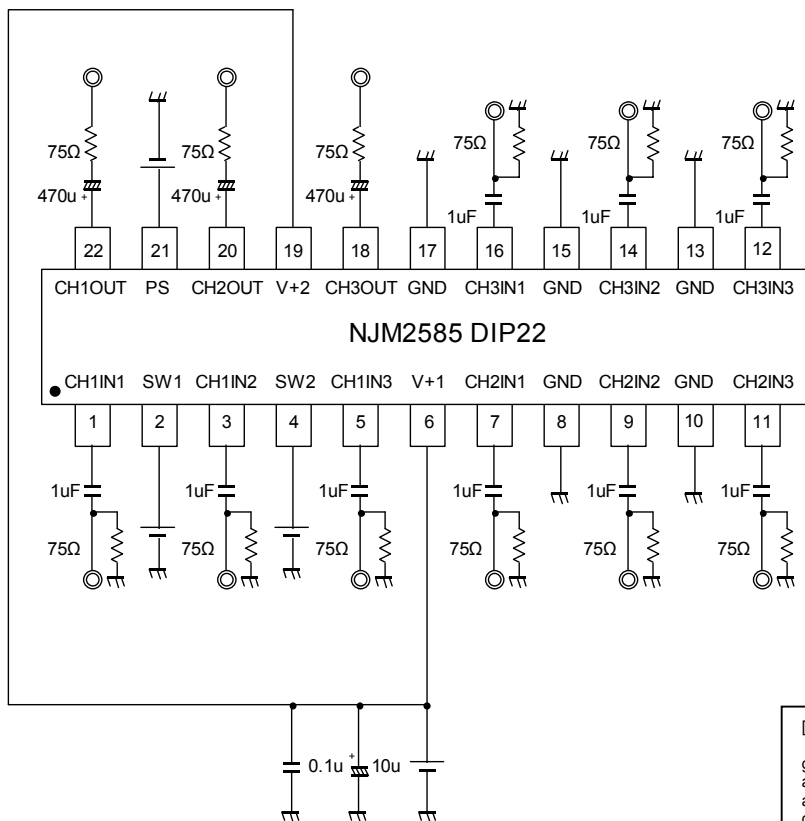 75Ω 75Ω 75Ω 75Ω 75Ω 75Ω
470u + 470u + 470u +
1uF 1uF 1uF
22 21 20 19 18 17 16 15 14 13 12
CH1OUT PS CH2OUT V+2 CH3OUT GND CH3IN1 GND CH3IN2 GND CH3IN3
NJM2585 DIP22
CH1IN1 SW1 CH1IN2 SW2 CH1IN3 V+1 CH2IN1 GND CH2IN2 GND CH2IN3
1 2 3 4 5 6 7 8 9 10 11
1uF 1uF 1uF 1uF 1uF 1uF
75Ω 75Ω 75Ω 75Ω 75Ω 75Ω
0.1u + 10u